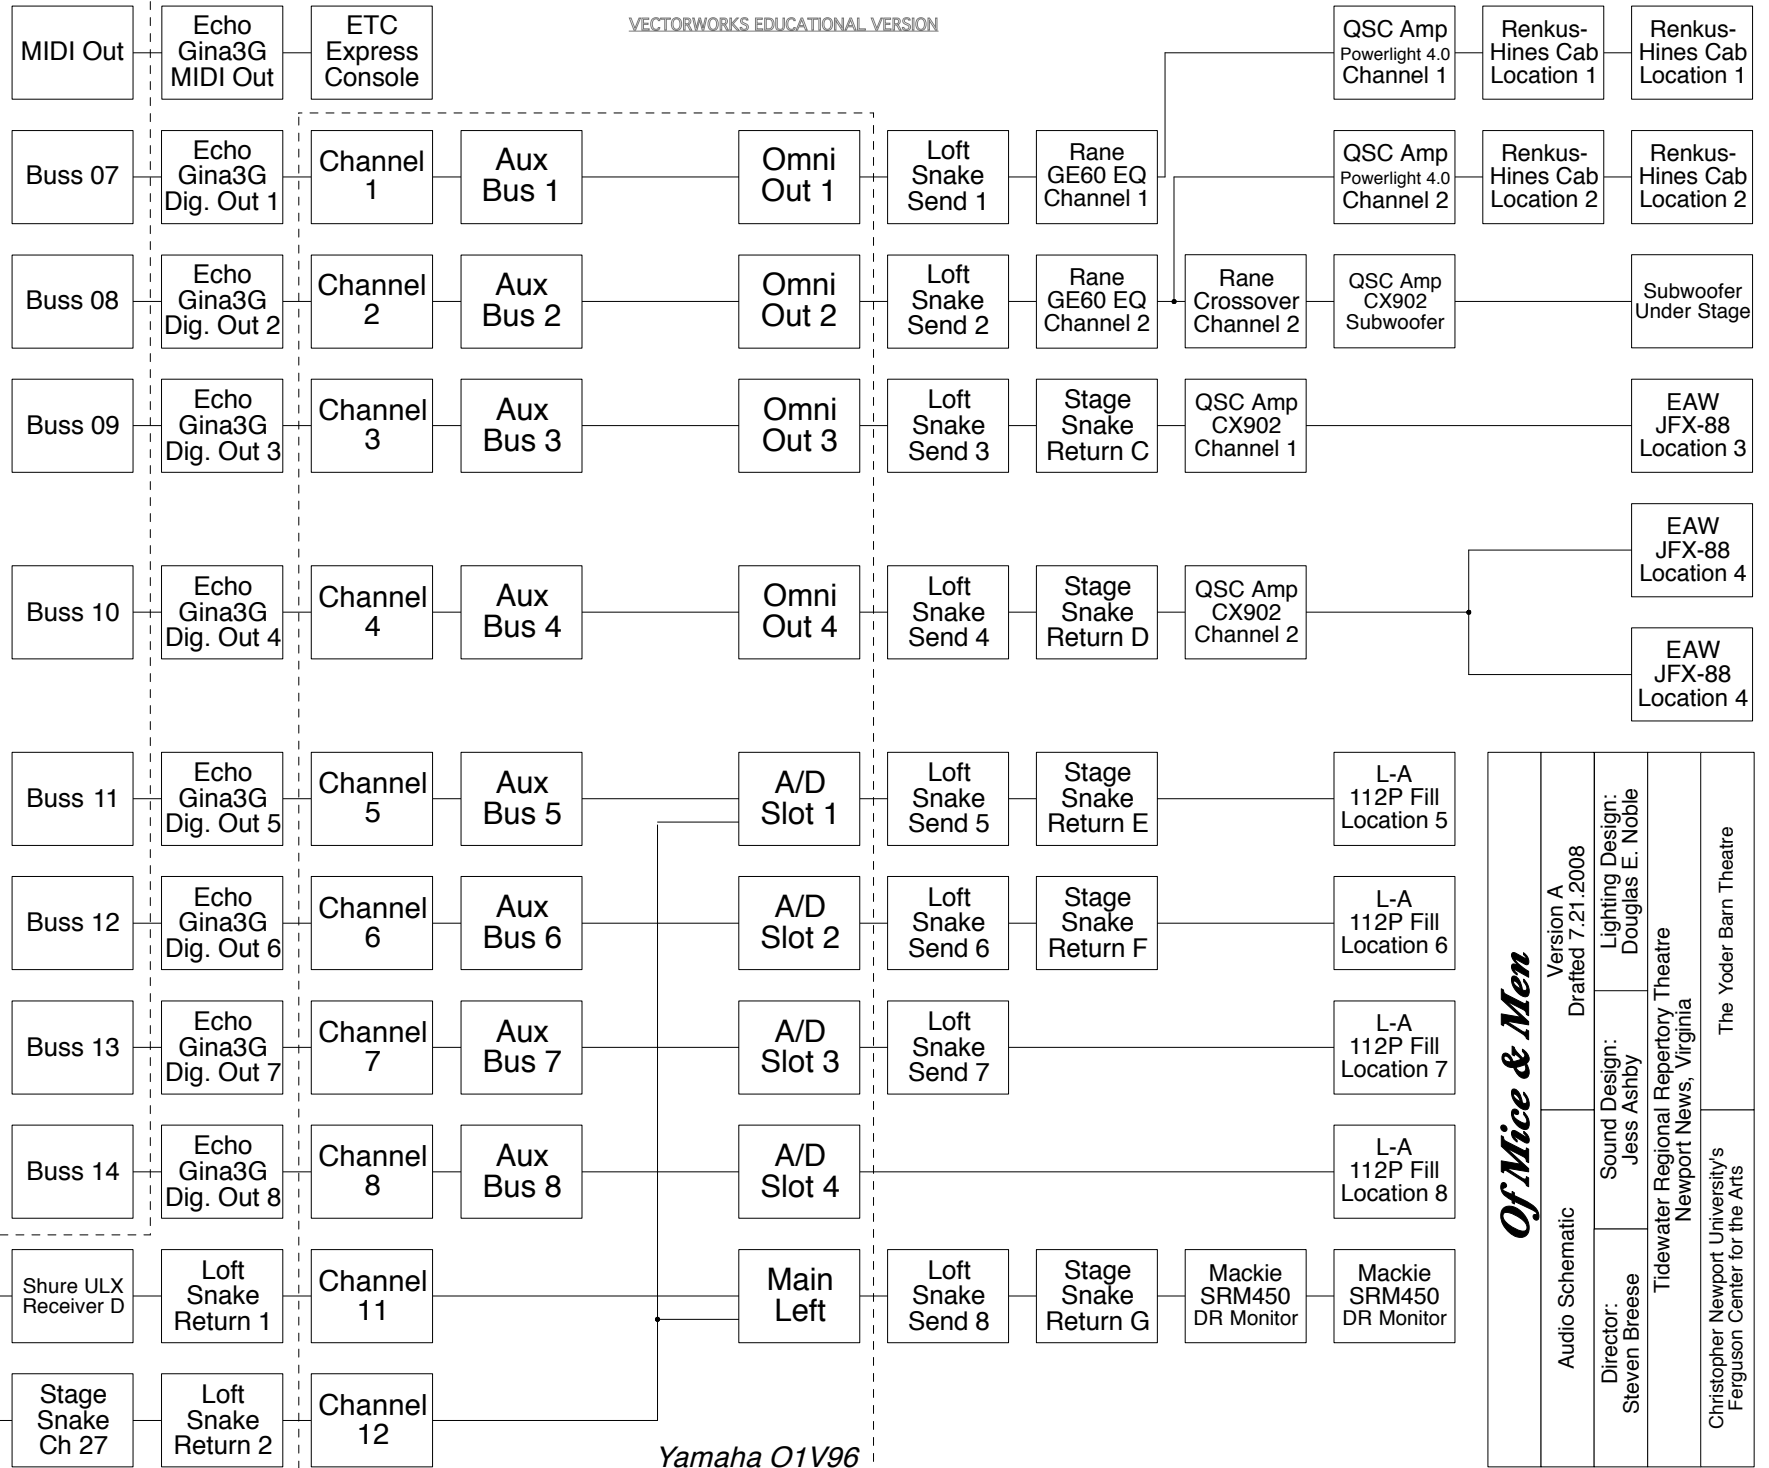 VECTORWORKS EDUCATIONAL VERSION
MIDI Out
Echo
Gina3G
MIDI Out
ETC
Express
Console
QSC Amp
Powerlight 4.0
Channel 1
Renkus-
Hines Cab
Location 1
Renkus-
Hines Cab
Location 1
Buss 07
Echo
Gina3G
Dig. Out 1
Channel
1
Aux
Bus 1
Omni
Out 1
Loft
Snake
Send 1
Rane
GE60 EQ
Channel 1
QSC Amp
Powerlight 4.0
Channel 2
Renkus-
Hines Cab
Location 2
Renkus-
Hines Cab
Location 2
Buss 08
Echo
Gina3G
Dig. Out 2
Channel
2
Aux
Bus 2
Omni
Out 2
Loft
Snake
Send 2
Rane
GE60 EQ
Channel 2
Rane
Crossover
Channel 2
QSC Amp
CX902
Subwoofer
Subwoofer
Under Stage
Buss 09
Echo
Gina3G
Dig. Out 3
Channel
3
Aux
Bus 3
Omni
Out 3
Loft
Snake
Send 3
Stage
Snake
Return C
QSC Amp
CX902
Channel 1
EAW
JFX-88
Location 3
EAW
JFX-88
Location 4
Buss 10
Echo
Gina3G
Dig. Out 4
Channel
4
Aux
Bus 4
Omni
Out 4
Loft
Snake
Send 4
Stage
Snake
Return D
QSC Amp
CX902
Channel 2
EAW
JFX-88
Location 4
Buss 11
Echo
Gina3G
Dig. Out 5
Channel
5
Aux
Bus 5
A/D
Slot 1
Loft
Snake
Send 5
Stage
Snake
Return E
L-A
112P Fill
Location 5
Buss 12
Echo
Gina3G
Dig. Out 6
Channel
6
Aux
Bus 6
A/D
Slot 2
Loft
Snake
Send 6
Stage
Snake
Return F
L-A
112P Fill
Location 6
Buss 13
Echo
Gina3G
Dig. Out 7
Channel
7
Aux
Bus 7
A/D
Slot 3
Loft
Snake
Send 7
L-A
112P Fill
Location 7
Buss 14
Echo
Gina3G
Dig. Out 8
Channel
8
Aux
Bus 8
A/D
Slot 4
L-A
112P Fill
Location 8
Shure ULX
Receiver D
Loft
Snake
Return 1
Channel
11
Main
Left
Loft
Snake
Send 8
Stage
Snake
Return G
Mackie
SRM450
DR Monitor
Mackie
SRM450
DR Monitor
Stage
Snake
Ch 27
Loft
Snake
Return 2
Channel
12
Yamaha O1V96
Of Mice & Men
Audio Schematic
Version A
Drafted 7.21.2008
Director:
Steven Breese
Sound Design:
Jess Ashby
Lighting Design:
Douglas E. Noble
Tidewater Regional Repertory Theatre
Newport News, Virginia
Christopher Newport University's
Ferguson Center for the Arts
The Yoder Barn Theatre